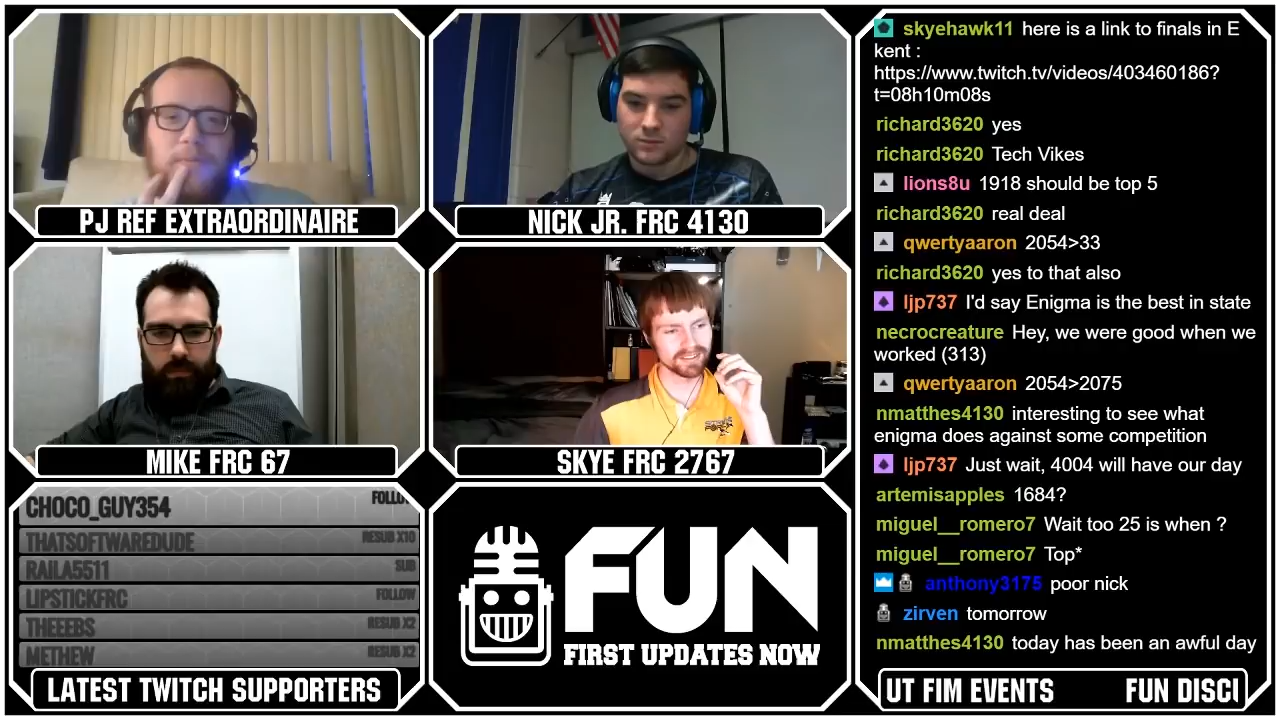 PJ REF EXTRAORDINAIRE
NICK JR. FRC 4130
MIKE FRC 67
SKYE FRC 2767
CHOCO_GUY354 FOLLOW
THATSOFTWAREDUDE RESUB X10
RAILA5511 SUB
LIPSTICKFRC FOLLOW
THEEEBS RESUB X2
METHEW RESUB X2
LATEST TWITCH SUPPORTERS
FUN
FIRST UPDATES NOW
skyehawk11 here is a link to finals in E
kent :
https://www.twitch.tv/videos/403460186?
t=08h10m08s
richard3620 yes
richard3620 Tech Vikes
lions8u 1918 should be top 5
richard3620 real deal
qwertyaaron 2054>33
richard3620 yes to that also
ljp737 I'd say Enigma is the best in state
necrocreature Hey, we were good when we
worked (313)
qwertyaaron 2054>2075
nmatthes4130 interesting to see what
enigma does against some competition
ljp737 Just wait, 4004 will have our day
artemisapples 1684?
miguel__romero7 Wait too 25 is when ?
miguel__romero7 Top*
anthony3175 poor nick
zirven tomorrow
nmatthes4130 today has been an awful day
UT FIM EVENTS FUN DISC